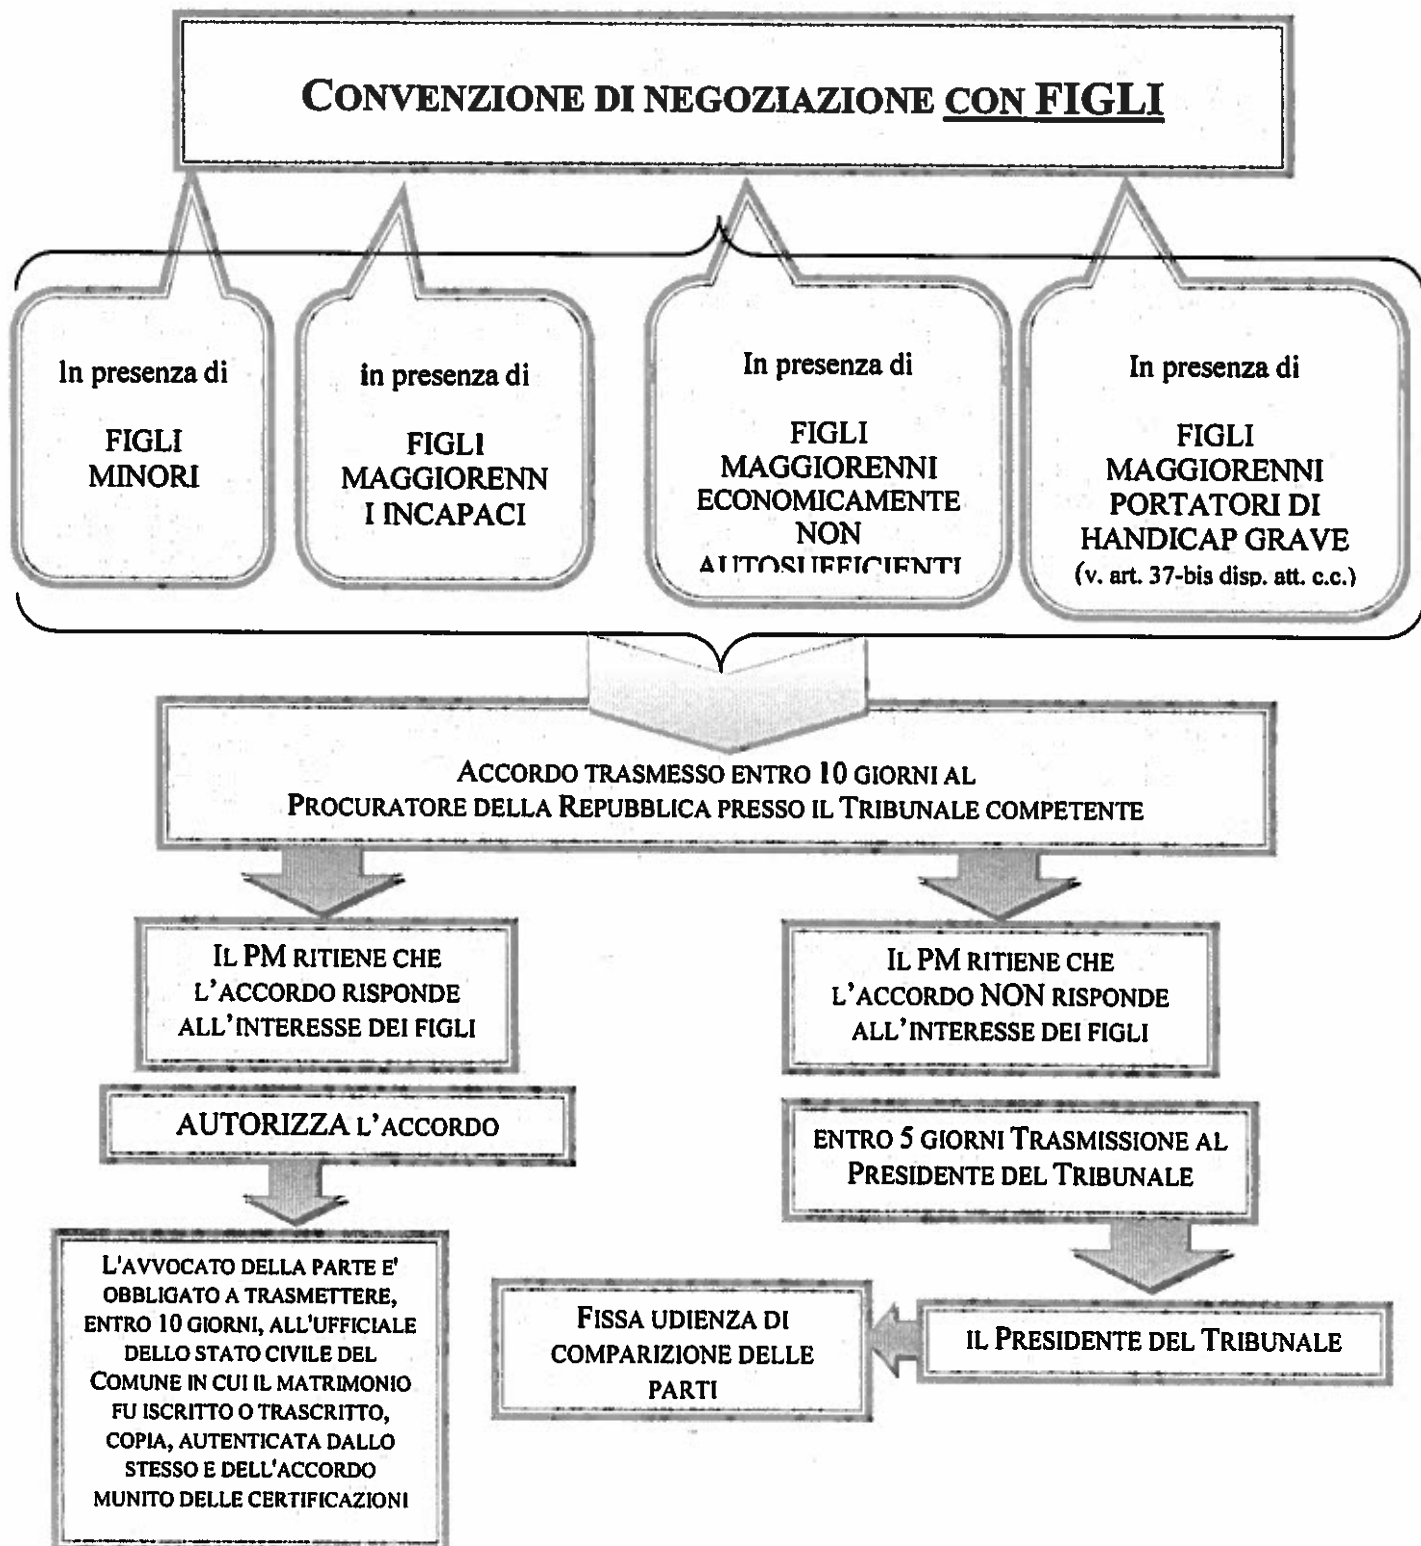 CONVENZIONE DI NEGOZIAZIONE CON FIGLI
In presenza di
FIGLI
MINORI
in presenza di
FIGLI
MAGGIORENN
I INCAPACI
In presenza di
FIGLI
MAGGIORENNI
ECONOMICAMENTE
NON
AUTOSUFFICIENTI
In presenza di
FIGLI
MAGGIORENNI
PORTATORI DI
HANDICAP GRAVE
(v. art. 37-bis disp. att. c.c.)
ACCORDO TRASMESSO ENTRO 10 GIORNI AL
PROCURATORE DELLA REPUBBLICA PRESSO IL TRIBUNALE COMPETENTE
IL PM RITIENE CHE
L'ACCORDO RISPONDE
ALL'INTERESSE DEI FIGLI
IL PM RITIENE CHE
L'ACCORDO NON RISPONDE
ALL'INTERESSE DEI FIGLI
AUTORIZZA L'ACCORDO
ENTRO 5 GIORNI TRASMISSIONE AL
PRESIDENTE DEL TRIBUNALE
L'AVVOCATO DELLA PARTE E'
OBBLIGATO A TRASMETTERE,
ENTRO 10 GIORNI, ALL'UFFICIALE
DELLO STATO CIVILE DEL
COMUNE IN CUI IL MATRIMONIO
FU ISCRITTO O TRASCRITTO,
COPIA, AUTENTICATA DALLO
STESSO E DELL'ACCORDO
MUNITO DELLE CERTIFICAZIONI
FISSA UDIENZA DI
COMPARIZIONE DELLE
PARTI
IL PRESIDENTE DEL TRIBUNALE